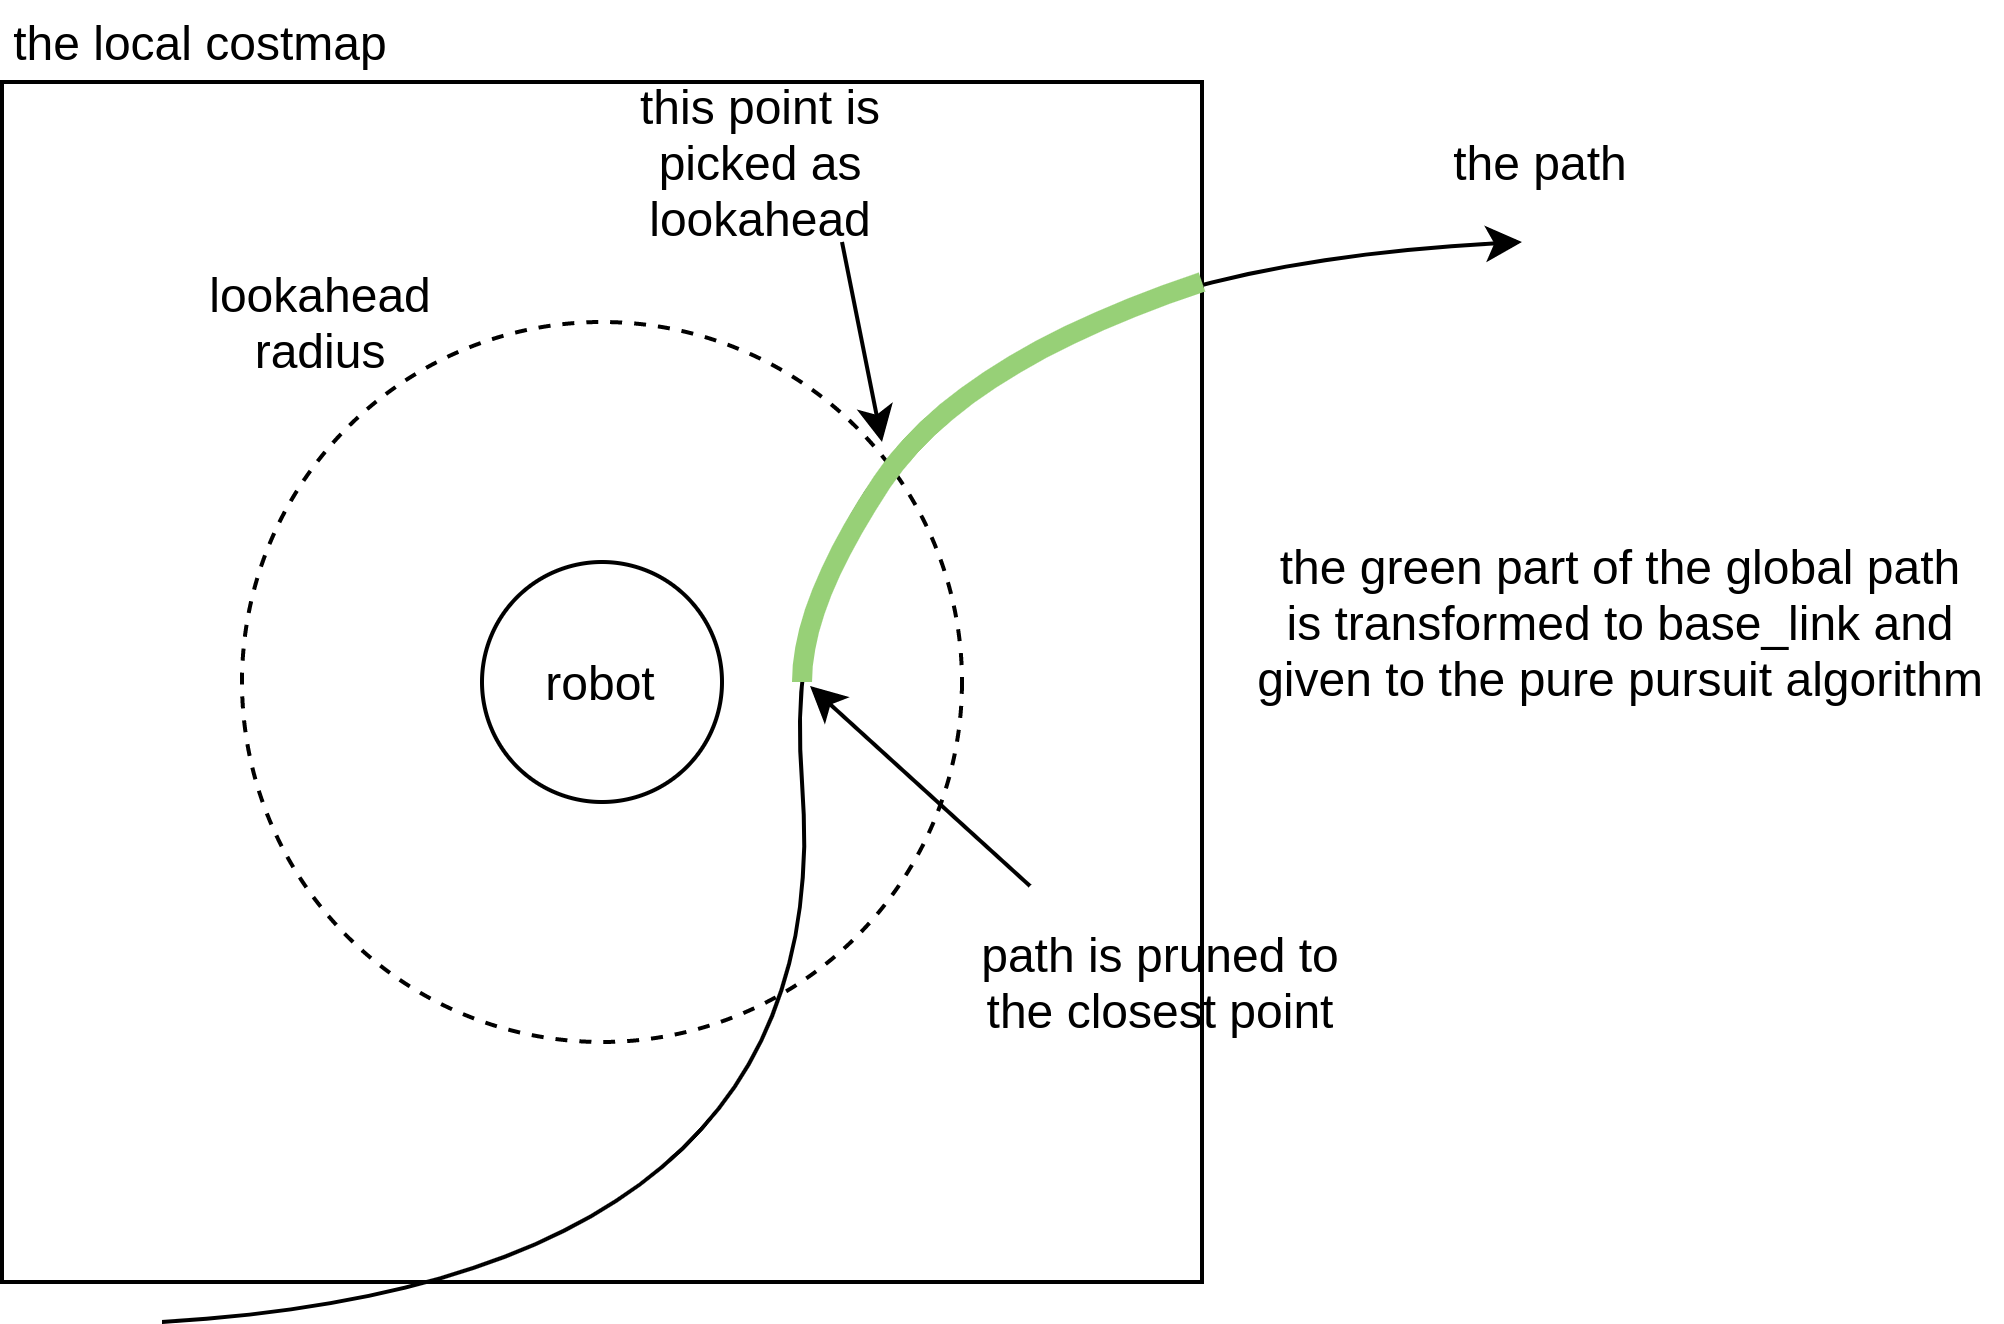 the local costmap
this point is
picked as
lookahead
the path
lookahead
radius
the green part of the global path
is transformed to base_link and
given to the pure pursuit algorithm
robot
path is pruned to
the closest point